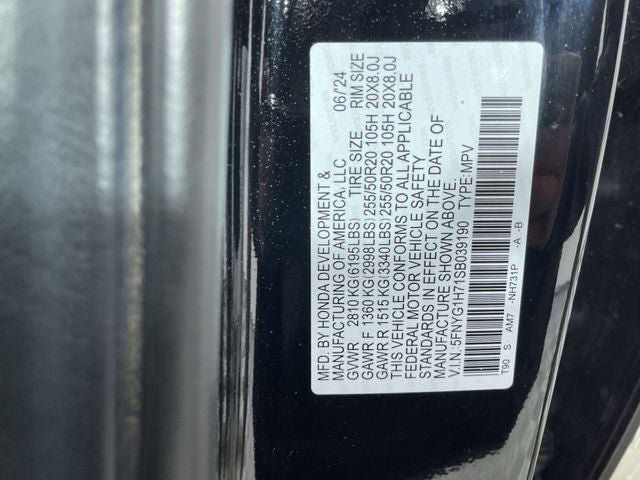 MFD. BY HONDA DEVELOPMENT &
MANUFACTURING OF AMERICA, LLC 06/24
GVWR 2810 KG(6195LBS) TIRE SIZE RIM SIZE
GAWR F 1360 KG(2998LBS) 255/50R20 105H 20X8.0J
GAWR R 1515 KG(3340LBS) 255/50R20 105H 20X8.0J
THIS VEHICLE CONFORMS TO ALL APPLICABLE
FEDERAL MOTOR VEHICLE SAFETY
STANDARDS IN EFFECT ON THE DATE OF
MANUFACTURE SHOWN ABOVE.
V.I.N.:5FNYG1H71SB039190 TYPE:MPV
T90 S AM7 -NH731P -A -B